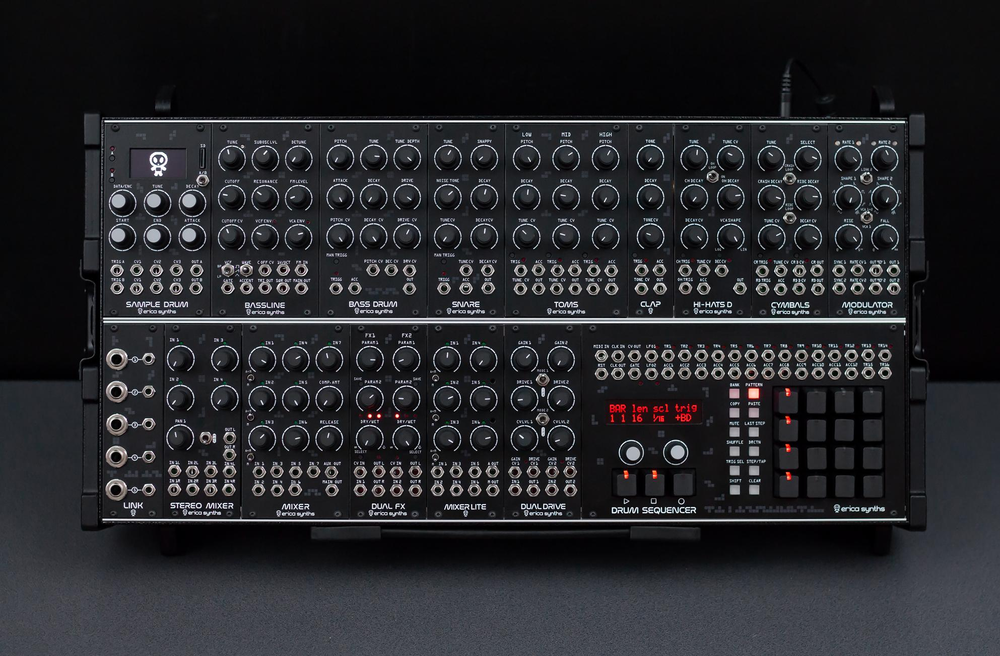 SD
A
B
A/B
DATA/ENC TUNE DECAY
START END ATTACK
TRIG A CV1 CV2 CV3 OUT A
TRIG B CV1 CV2 CV3 OUT B
SAMPLE DRUM
erica synths
TUNE SUBOSC LVL DETUNE
CUTOFF RESONANCE FM LEVEL
CUTOFF CV VCF ENV VCA ENV
VCF WAVE C OFF CV 1V/OCT FM IN
BP
LP
GATE ACCENT TRI OUT SQR OUT MAIN OUT
BASSLINE
erica synths
PITCH TUNE TUNE DEPTH
ATTACK DECAY DRIVE
PITCH CV DECAY CV DRIVE CV
MAN TRIGG
PITCH CV DEC CV DRV CV
TRIGG ACC OUT
BASS DRUM
erica synths
TUNE SNAPPY
NOISE TONE DECAY
TUNE CV DECAY CV
MAN TRIGG
TUNE CV DECAY CV
TRIGG ACC OUT
SNARE
erica synths
LOW MID HIGH
PITCH PITCH PITCH
DECAY DECAY DECAY
TUNE CV TUNE CV TUNE CV
TRIG ACC TRIG ACC TRIG ACC
TUNE CV OUT TUNE CV OUT TUNE CV OUT
TOMS
erica synths
TONE
DECAY
TONE CV
TRIG ACC
TONE CV OUT
CLAP
TUNE TUNE CV
OH
LOOP
ON
CH DECAY OH DECAY
DECAY CV VCA SHAPE
LOG LIN
CH TRIG TUNE CV DEC CV
OH TRIG ACC OUT
HI-HATS D
erica synths
TUNE SELECT
CRASH
LOOP
CRASH DECAY RIDE DECAY
RIDE
LOOP
TUNE CV DECAY CV
CR TRIG TUNE CV CR D CV CR OUT
RD TRIG ACC RD D CV RD OUT
CYMBALS
erica synths
RATE 1 RATE 2
LINK 2
SHAPE 1 SHAPE 2
VCA 1+2
RISE FALL
VCA 1
SYNC 1 RATE CV 1 OUT 90° 1 OUT 1
SYNC 2 RATE CV 2 OUT 90° 2 OUT 2
MODULATOR
erica synths
1
2
3
4
5
LINK
IN 1 IN 3
IN 2 IN 4
PAN 1
OUT L
OUT R
IN 1L IN 2L IN 3L IN 4L
IN 1R IN 2R IN 3R IN 4R
STEREO MIXER
erica synths
IN 1 IN 4 IN 7
A+M
M
IN 2 IN 5 COMP.AMT
A+M
M
IN 3 IN 6 RELEASE
A+M
M
IN 1 IN 3 IN 5 IN 7 AUX OUT
IN 2 IN 4 IN 6 MAIN OUT
MIXER
erica synths
FX1 FX2
PARAM1 PARAM1
SAVE SAVE
PARAM2 PARAM2
DRY/WET DRY/WET
SELECT SELECT
CV IN OUT L CV IN OUT L
IN 1 OUT R IN 2 OUT R
DUAL FX
erica synths
IN 1 IN 4
A+M
M
IN 2 IN 5
A+M
M
IN 3 IN 6
A+M
M
IN 1 IN 3 IN 5 A OUT
IN 2 IN 4 IN 6 M OUT
MIXER LITE
GAIN 1 GAIN 2
MODE 1
DRIVE 1 DRIVE 2
MODE 2
CV LVL 1 CV LVL 2
GAIN CV1 DRIVE CV1 GAIN CV2 DRIVE CV2
IN 1 OUT 1 IN 2 OUT 2
DUAL DRIVE
erica synths
MIDI IN CLK IN CV OUT LFO1 TR1 TR2 TR3 TR4 TR5 TR6 TR7 TR8 TR9 TR10 TR11 TR12 TR13 TR14
RST CLK OUT GATE LFO2 ACC1 ACC2 ACC3 ACC4 ACC5 ACC6 ACC7 ACC8 ACC9 ACC10 ACC11 ACC12 TR15 TR16
BAR len scl trig
1 1 16 1/16 +BD
BANK PATTERN
COPY PASTE
MUTE LAST STEP
SHUFFLE DRCTN
TRIG SEL STEP/TAP
SHIFT CLEAR
DRUM SEQUENCER
erica synths